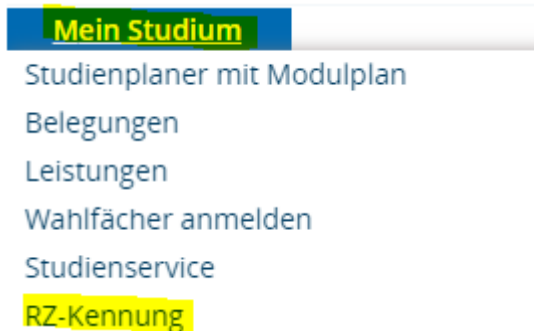 Mein Studium
Studienplaner mit Modulplan
Belegungen
Leistungen
Wahlfächer anmelden
Studienservice
RZ-Kennung